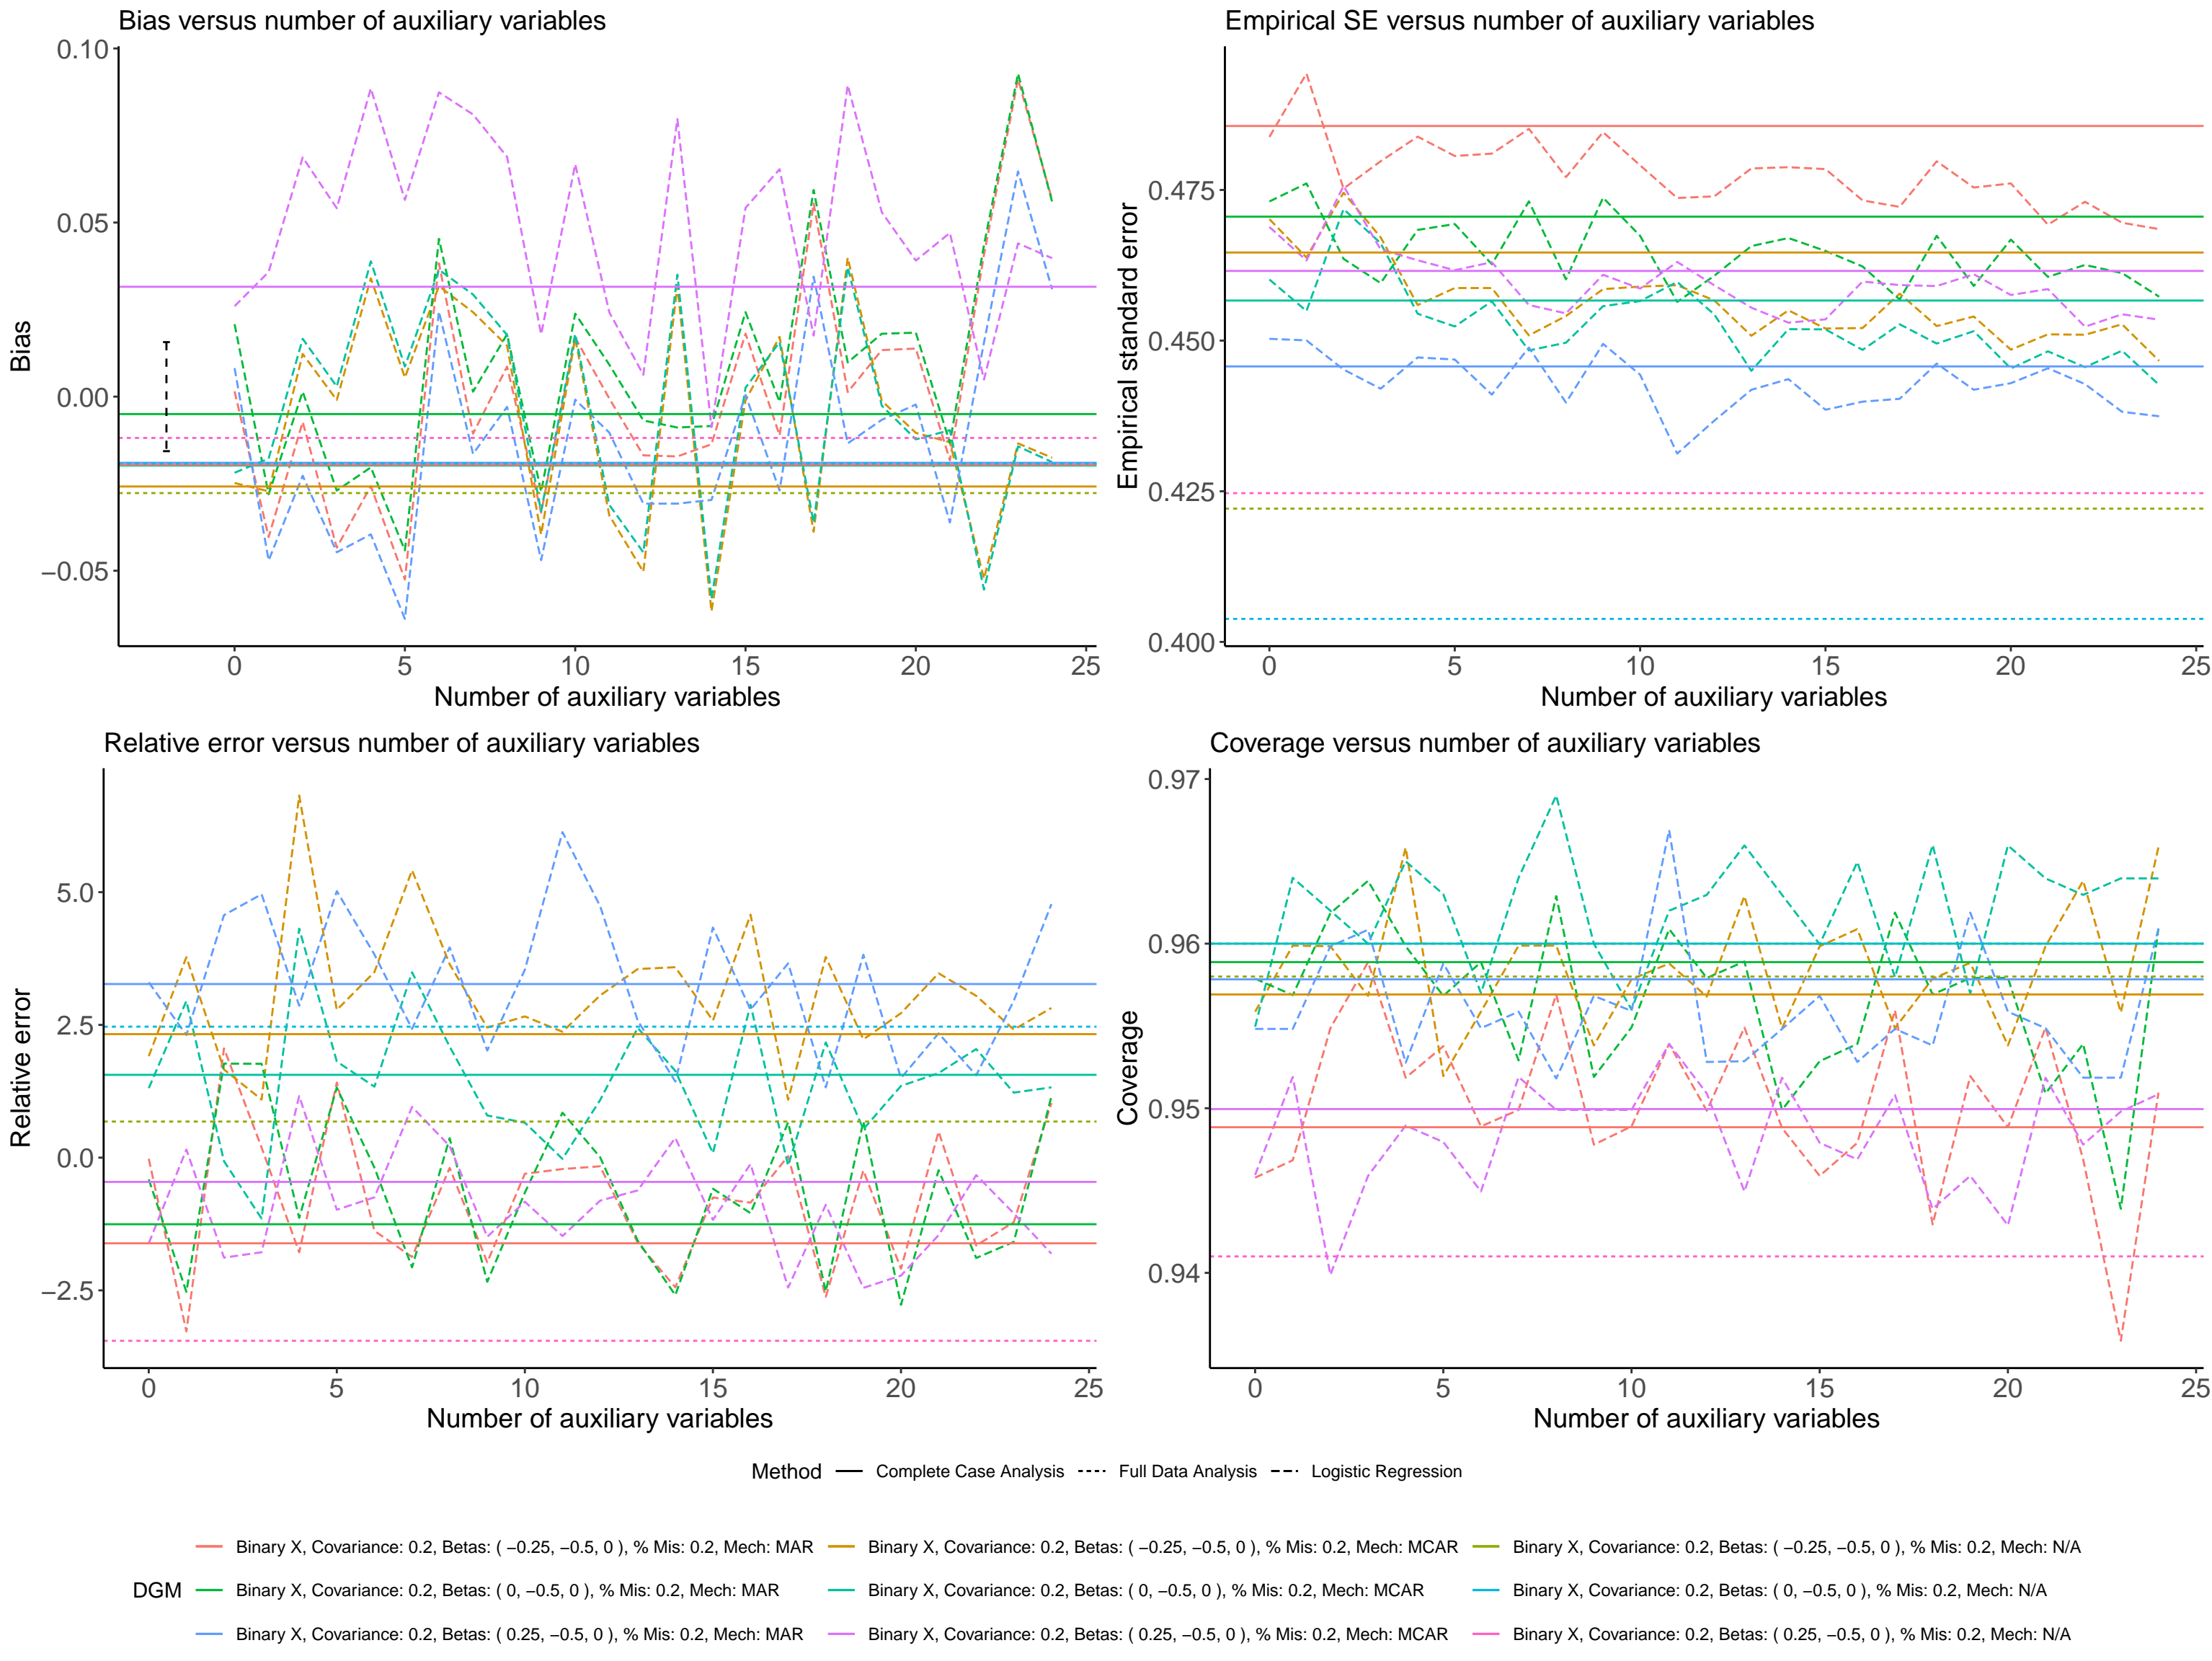 Bias versus number of auxiliary variables
0.10
0.05
0.00
−0.05
Bias
0
5
10
15
20
25
Number of auxiliary variables
Empirical SE versus number of auxiliary variables
0.475
0.450
0.425
0.400
Empirical standard error
0
5
10
15
20
25
Number of auxiliary variables
Relative error versus number of auxiliary variables
5.0
2.5
0.0
−2.5
Relative error
0
5
10
15
20
25
Number of auxiliary variables
Coverage versus number of auxiliary variables
0.97
0.96
0.95
0.94
Coverage
0
5
10
15
20
25
Number of auxiliary variables
Method Complete Case Analysis Full Data Analysis Logistic Regression
Binary X, Covariance: 0.2, Betas: ( −0.25, −0.5, 0 ), % Mis: 0.2, Mech: MAR Binary X, Covariance: 0.2, Betas: ( −0.25, −0.5, 0 ), % Mis: 0.2, Mech: MCAR Binary X, Covariance: 0.2, Betas: ( −0.25, −0.5, 0 ), % Mis: 0.2, Mech: N/A
DGM Binary X, Covariance: 0.2, Betas: ( 0, −0.5, 0 ), % Mis: 0.2, Mech: MAR Binary X, Covariance: 0.2, Betas: ( 0, −0.5, 0 ), % Mis: 0.2, Mech: MCAR Binary X, Covariance: 0.2, Betas: ( 0, −0.5, 0 ), % Mis: 0.2, Mech: N/A
Binary X, Covariance: 0.2, Betas: ( 0.25, −0.5, 0 ), % Mis: 0.2, Mech: MAR Binary X, Covariance: 0.2, Betas: ( 0.25, −0.5, 0 ), % Mis: 0.2, Mech: MCAR Binary X, Covariance: 0.2, Betas: ( 0.25, −0.5, 0 ), % Mis: 0.2, Mech: N/A